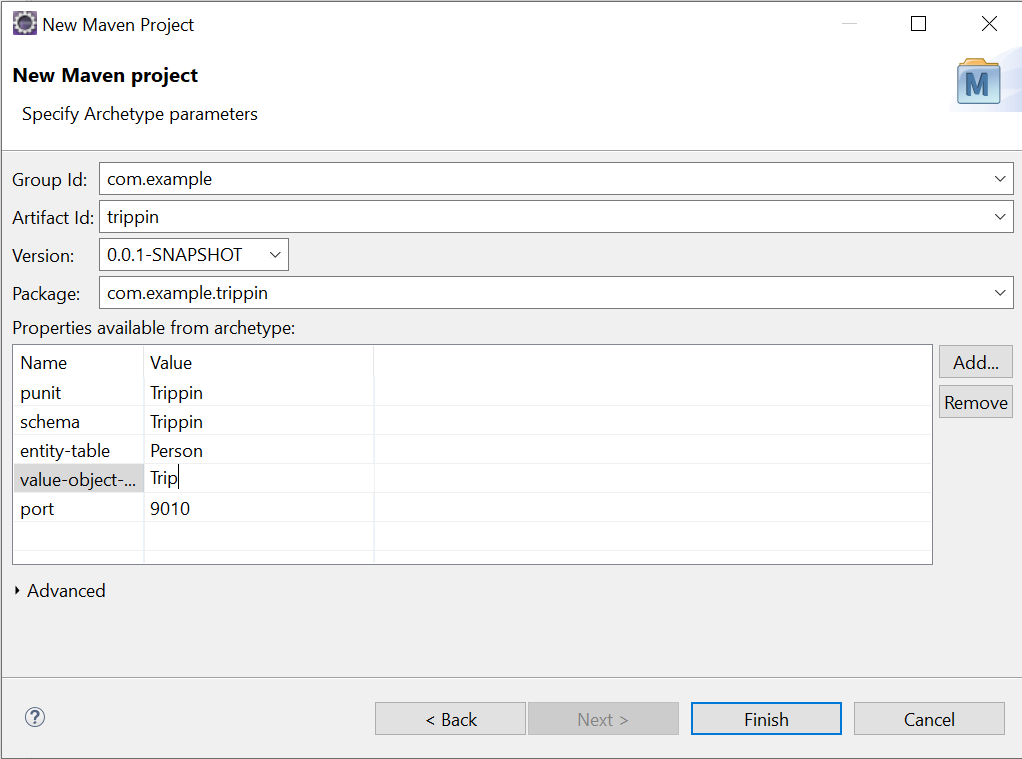 New Maven Project
New Maven project
Specify Archetype parameters
M
Group Id: com.example
Artifact Id: trippin
Version: 0.0.1-SNAPSHOT
Package: com.example.trippin
Properties available from archetype:
Name Value Add...
punit Trippin Remove
schema Trippin
entity-table Person
value-object-... Trip
port 9010
Advanced
? < Back Next > Finish Cancel